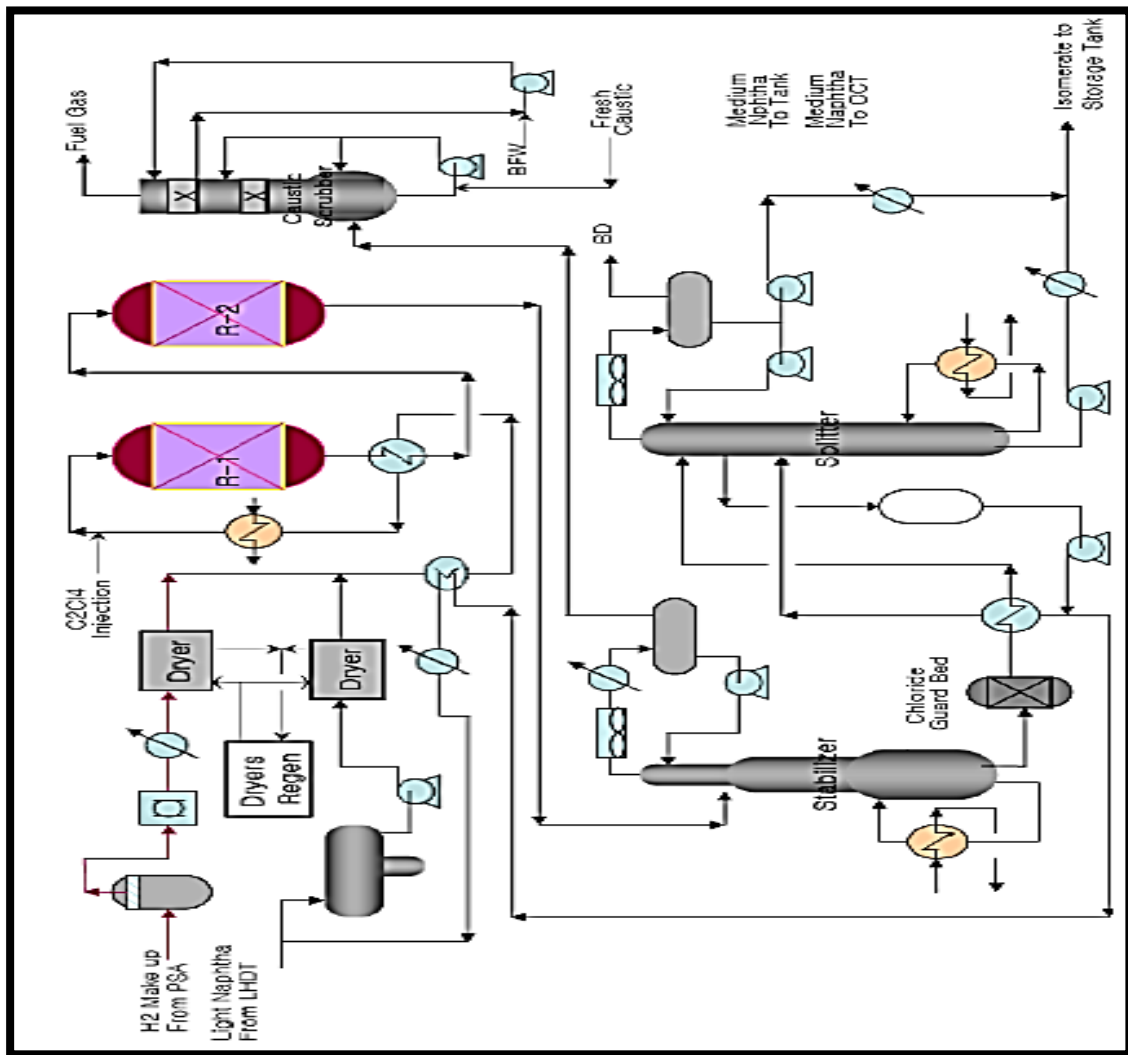 H2 Make up
From PSA
Light Naphtha
From LHDT
Dryers
Regen
Dryer
Dryer
C2Cl4
Injection
R-1
R-2
Fuel Gas
X
X
Caustic
Scrubber
BFW
Fresh
Caustic
Stabilizer
Chloride
Guard Bed
Splitter
BD
Medium
Nphtha
To Tank
Medium
Naphtha
To OCT
Isomerate to
Storage Tank